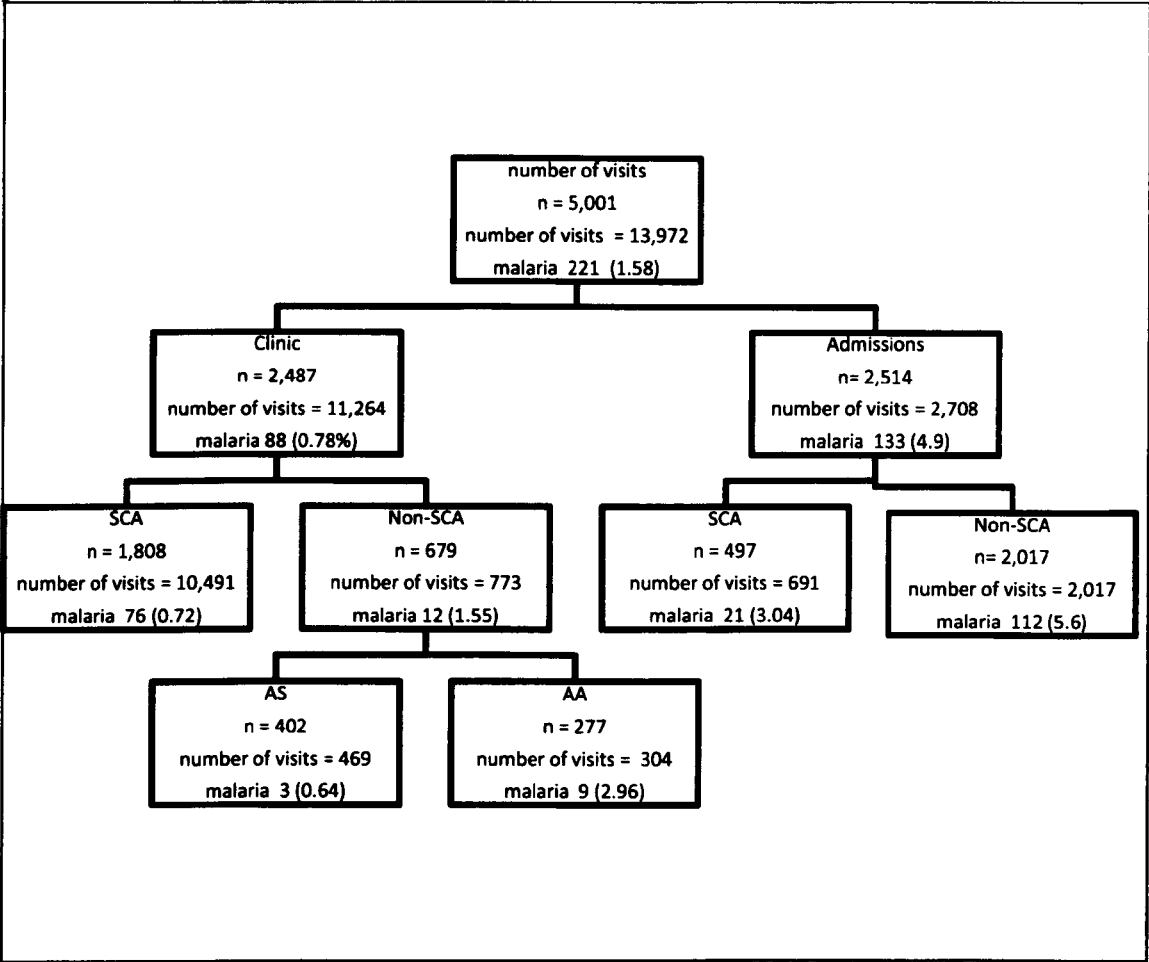 number of visits
n = 5,001
number of visits = 13,972
malaria 221 (1.58)
Clinic
n = 2,487
number of visits = 11,264
malaria 88 (0.78%)
Admissions
n= 2,514
number of visits = 2,708
malaria 133 (4.9)
SCA
n = 1,808
number of visits = 10,491
malaria 76 (0.72)
Non-SCA
n = 679
number of visits = 773
malaria 12 (1.55)
SCA
n = 497
number of visits = 691
malaria 21 (3.04)
Non-SCA
n= 2,017
number of visits = 2,017
malaria 112 (5.6)
AS
n = 402
number of visits = 469
malaria 3 (0.64)
AA
n = 277
number of visits = 304
malaria 9 (2.96)